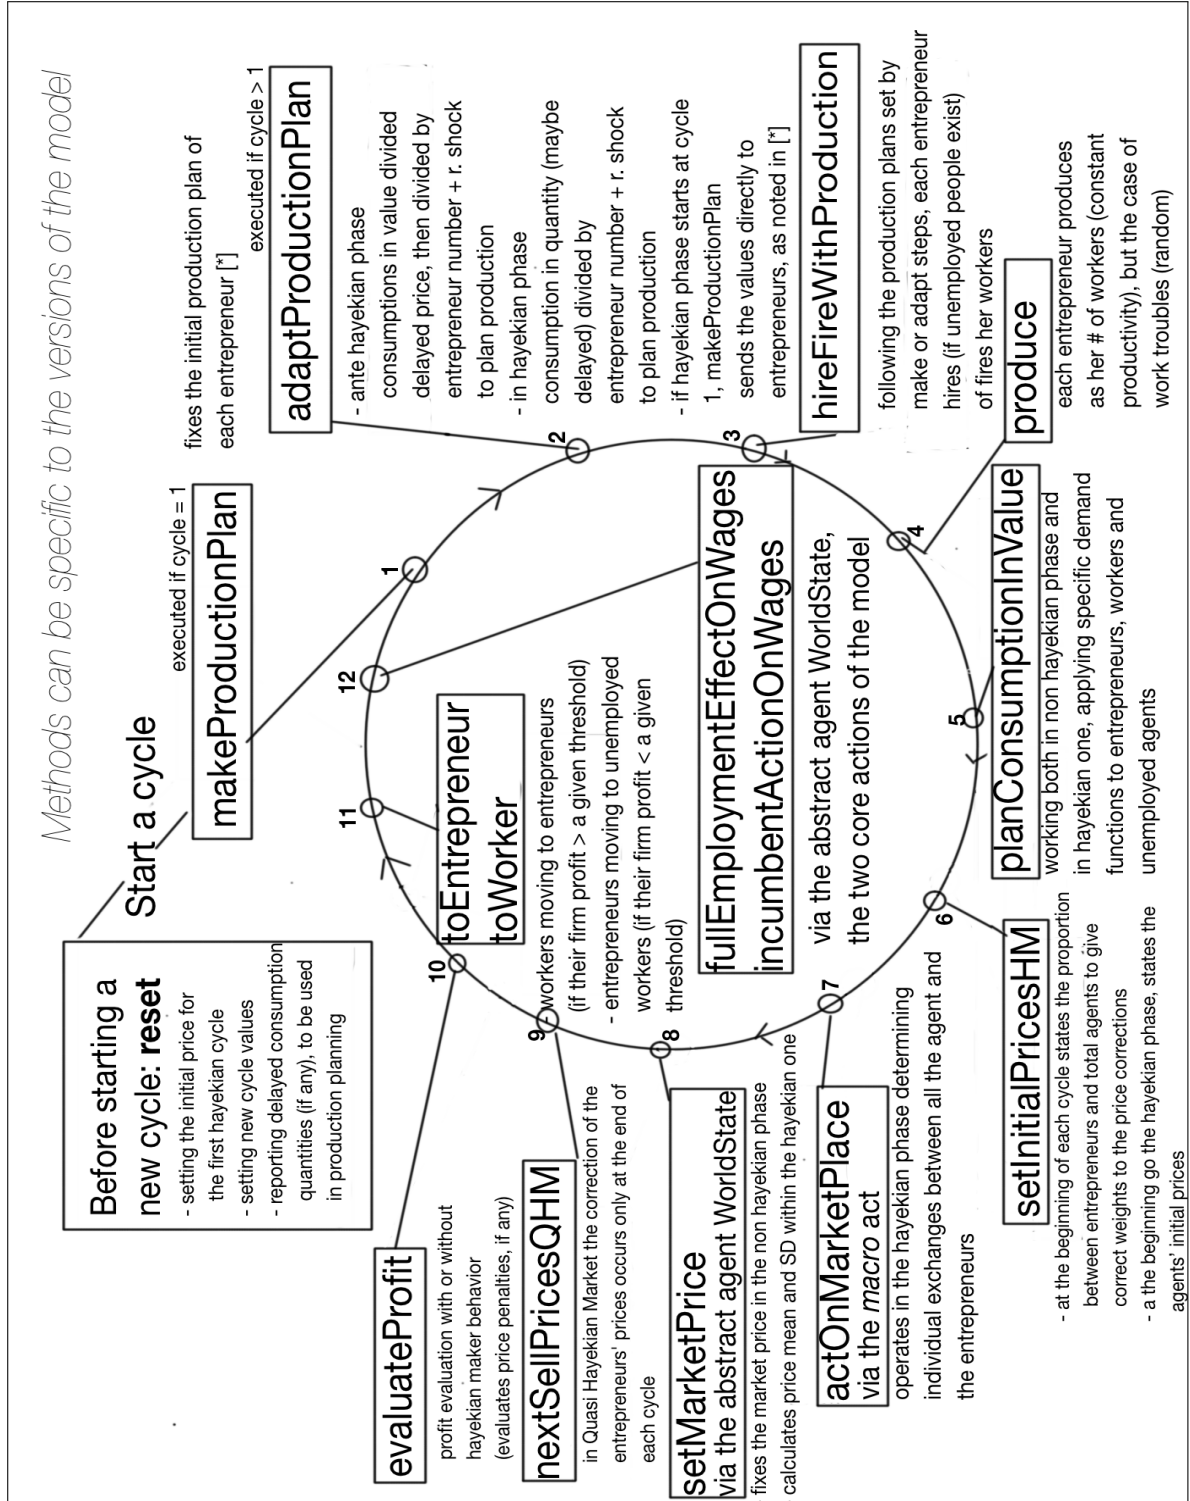 Methods can be specific to the versions of the model
Before starting a
new cycle: reset
- setting the initial price for
the first hayekian cycle
- setting new cycle values
- reporting delayed consumption
quantities (if any), to be used
in production planning
Start a cycle
executed if cycle = 1
makeProductionPlan
fixes the initial production plan of
each entrepreneur [*]
1
executed if cycle > 1
adaptProductionPlan
- ante hayekian phase
consumptions in value divided
delayed price, then divided by
entrepreneur number + r. shock
to plan production
- in hayekian phase
consumption in quantity (maybe
delayed) divided by
entrepreneur number + r. shock
to plan production
- if hayekian phase starts at cycle
1, makeProductionPlan
sends the values directly to
entrepreneurs, as noted in [*]
2
hireFireWithProduction
following the production plans set by
make or adapt steps, each entrepreneur
hires (if unemployed people exist)
of fires her workers
3
produce
each entrepreneur produces
as her # of workers (constant
productivity), but the case of
work troubles (random)
4
planConsumptionInValue
working both in non hayekian phase and
in hayekian one, applying specific demand
functions to entrepreneurs, workers and
unemployed agents
5
setInitialPricesHM
- at the beginning of each cycle states the proportion
between entrepreneurs and total agents to give
correct weights to the price corrections
- a the beginning go the hayekian phase, states the
agents' initial prices
6
actOnMarketPlace
via the macro act
operates in the hayekian phase determining
individual exchanges between all the agent and
the entrepreneurs
7
setMarketPrice
via the abstract agent WorldState
- fixes the market price in the non hayekian phase
- calculates price mean and SD within the hayekian one
8
nextSellPricesQHM
in Quasi Hayekian Market the correction of the
entrepreneurs' prices occurs only at the end of
each cycle
9
evaluateProfit
profit evaluation with or without
hayekian maker behavior
(evaluates price penalties, if any)
10
toEntrepreneur
toWorker
- workers moving to entrepreneurs
(if their firm profit > a given threshold)
- entrepreneurs moving to unemployed
workers (if their firm profit < a given
threshold)
11
fullEmploymentEffectOnWages
incumbentActionOnWages
via the abstract agent WorldState,
the two core actions of the model
12